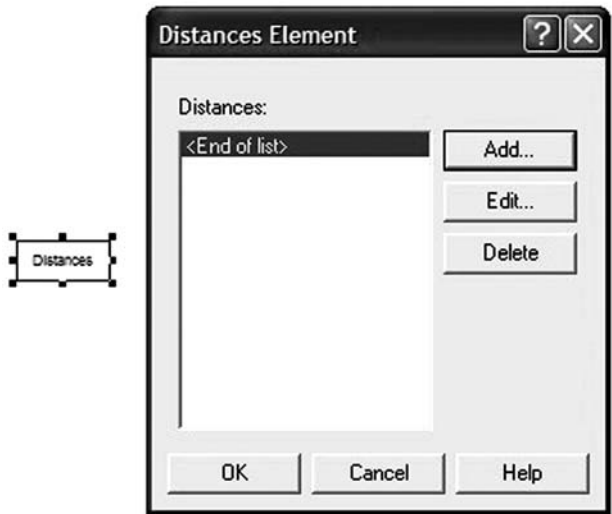 Distances Element
Distances:
<End of list>
Add...
Edit...
Delete
Distances
OK Cancel Help